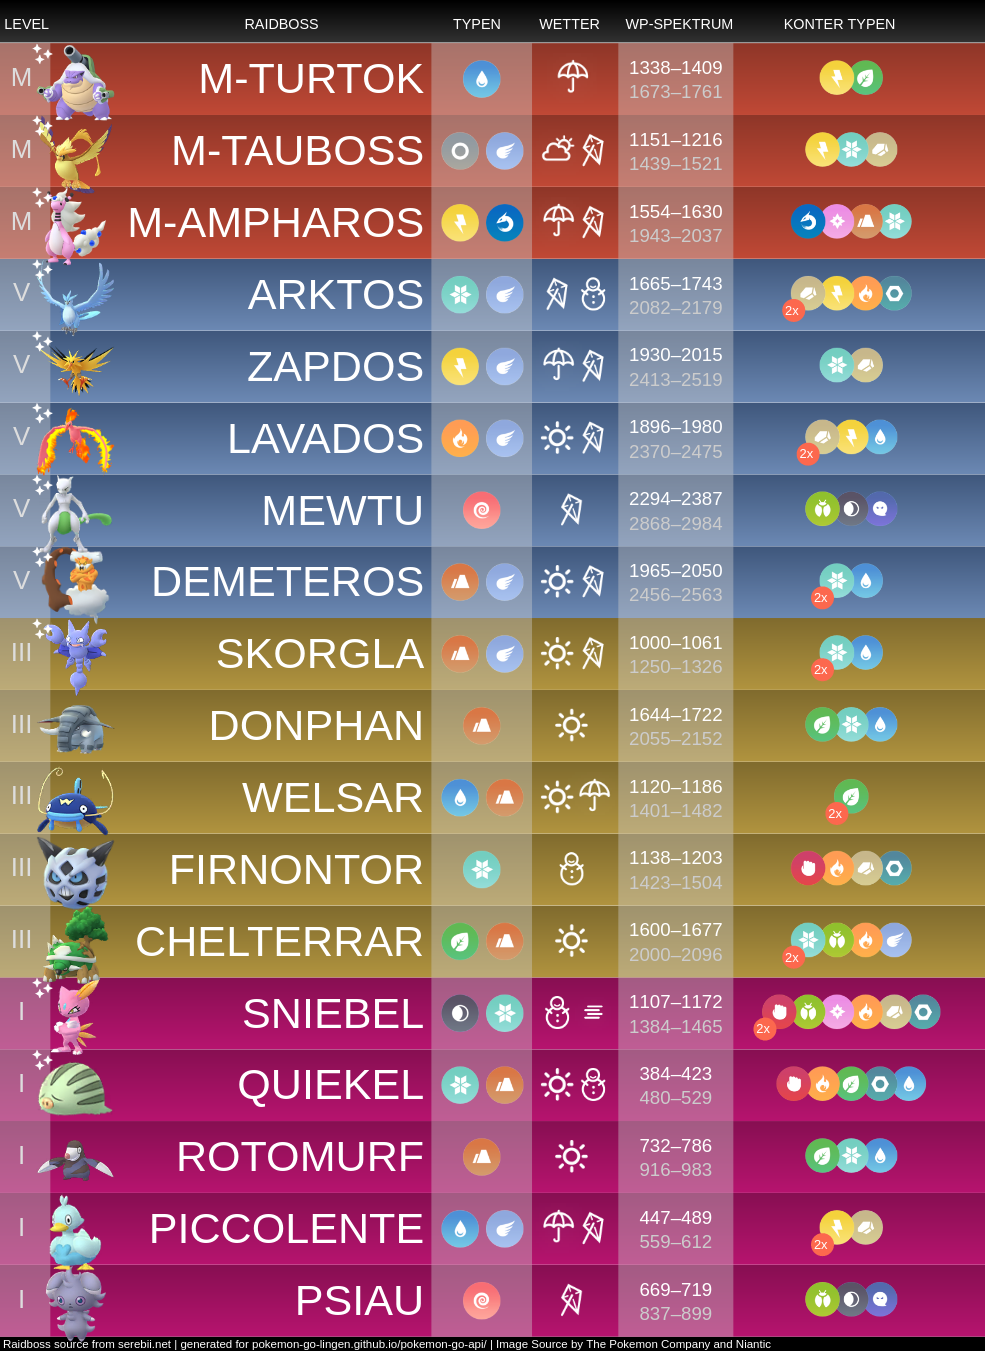 LEVEL RAIDBOSS TYPEN WETTER WP-SPEKTRUM KONTER TYPEN
M M-TURTOK 1338–1409
1673–1761
M M-TAUBOSS 1151–1216
1439–1521
M M-AMPHAROS 1554–1630
1943–2037
V ARKTOS 1665–1743
2082–2179 2x
V ZAPDOS 1930–2015
2413–2519
V LAVADOS 1896–1980
2370–2475 2x
V MEWTU 2294–2387
2868–2984
V DEMETEROS 1965–2050
2456–2563 2x
III SKORGLA 1000–1061
1250–1326 2x
III DONPHAN 1644–1722
2055–2152
III WELSAR 1120–1186
1401–1482 2x
III FIRNONTOR 1138–1203
1423–1504
III CHELTERRAR 1600–1677
2000–2096 2x
I SNIEBEL 1107–1172
1384–1465 2x
I QUIEKEL 384–423
480–529
I ROTOMURF 732–786
916–983
I PICCOLENTE 447–489
559–612 2x
I PSIAU 669–719
837–899
Raidboss source from serebii.net | generated for pokemon-go-lingen.github.io/pokemon-go-api/ | Image Source by The Pokemon Company and Niantic